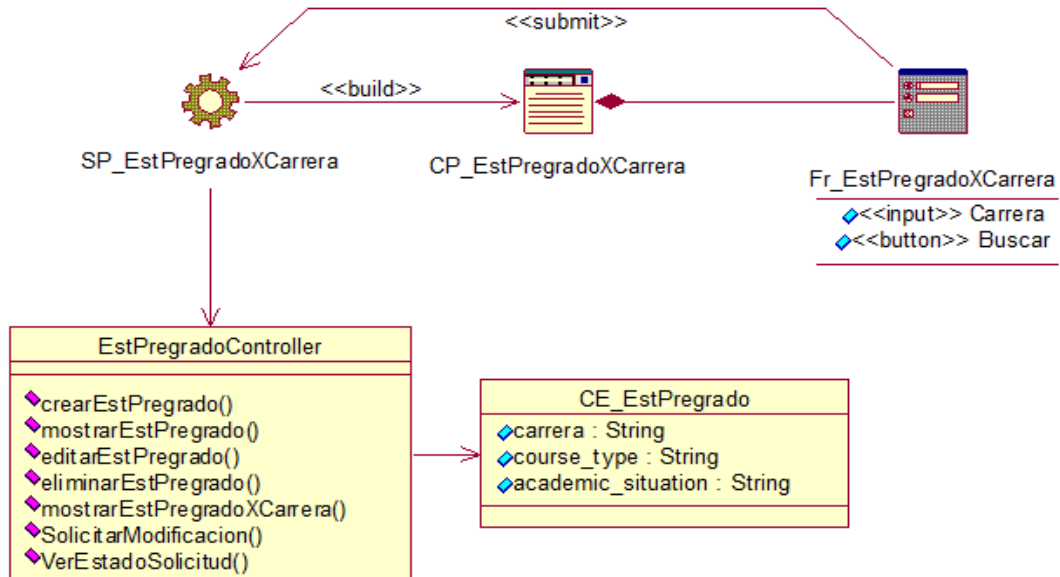 <<submit>>
<<build>>
SP_EstPregradoXCarrera
CP_EstPregradoXCarrera
Fr_EstPregradoXCarrera
<<input>> Carrera
<<button>> Buscar
EstPregradoController
crearEstPregrado()
mostrarEstPregrado()
editarEstPregrado()
eliminarEstPregrado()
mostrarEstPregradoXCarrera()
SolicitarModificacion()
VerEstadoSolicitud()
CE_EstPregrado
carrera : String
course_type : String
academic_situation : String